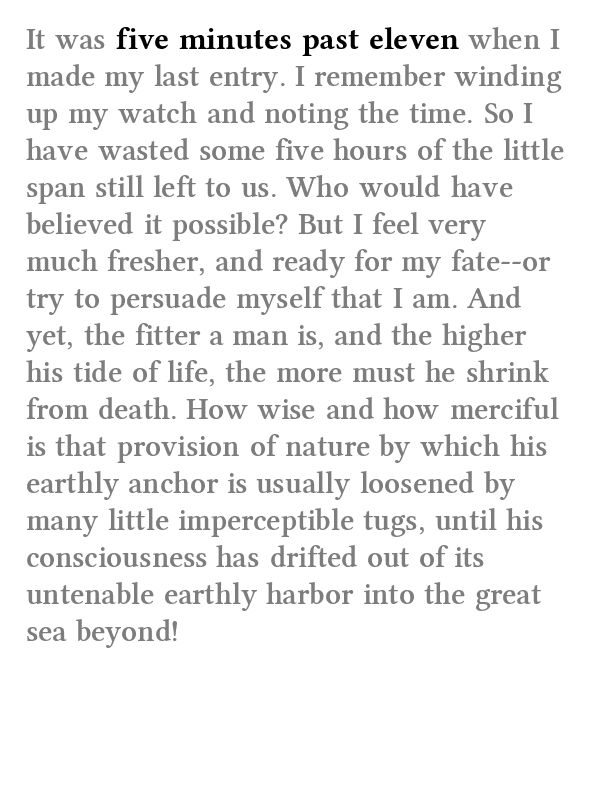 It was five minutes past eleven when I
made my last entry. I remember winding
up my watch and noting the time. So I
have wasted some five hours of the little
span still left to us. Who would have
believed it possible? But I feel very
much fresher, and ready for my fate--or
try to persuade myself that I am. And
yet, the fitter a man is, and the higher
his tide of life, the more must he shrink
from death. How wise and how merciful
is that provision of nature by which his
earthly anchor is usually loosened by
many little imperceptible tugs, until his
consciousness has drifted out of its
untenable earthly harbor into the great
sea beyond!